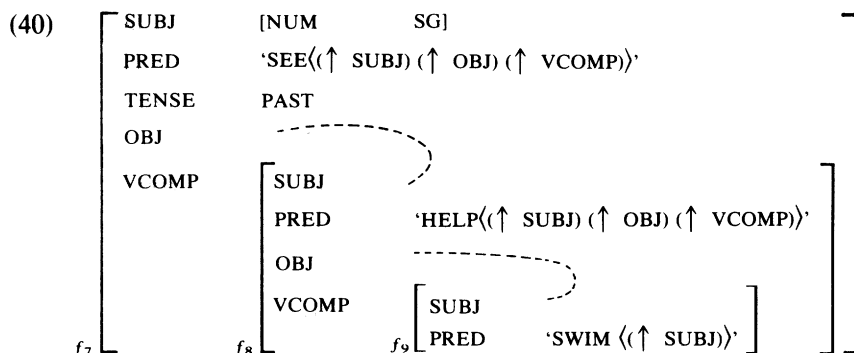 (40) SUBJ [NUM SG]
PRED ‘SEE⟨(↑ SUBJ) (↑ OBJ) (↑ VCOMP)⟩’
TENSE PAST
OBJ
VCOMP SUBJ
PRED ‘HELP⟨(↑ SUBJ) (↑ OBJ) (↑ VCOMP)⟩’
OBJ
VCOMP SUBJ
f7 f8 f9 PRED ‘SWIM ⟨(↑ SUBJ)⟩’